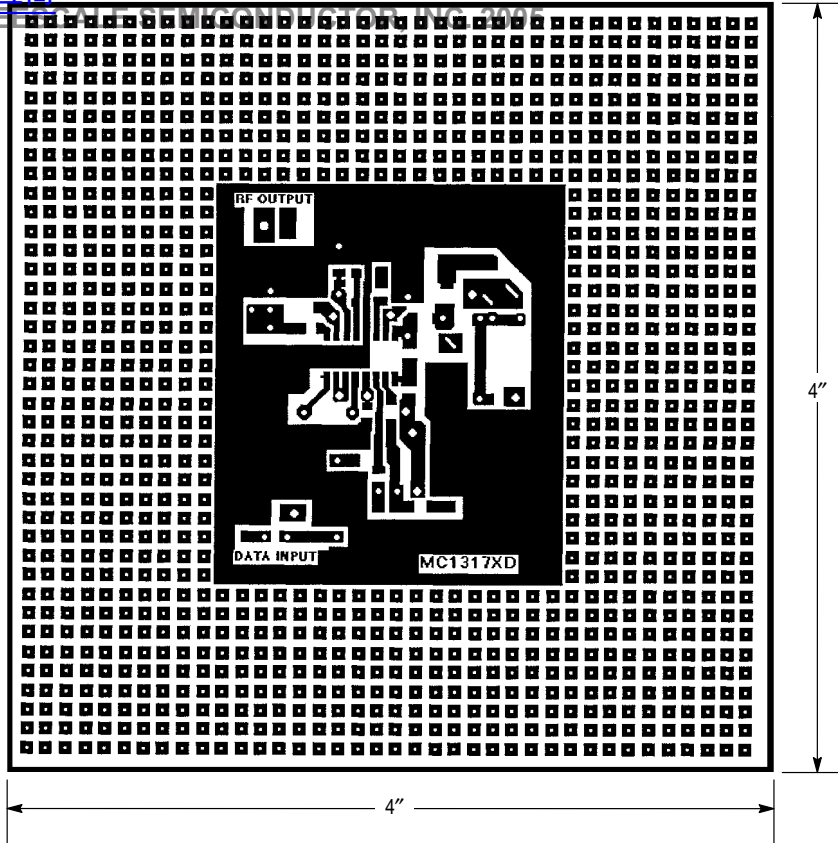 SEMICONDUCTOR, INC. 2005
RF OUTPUT
4″
DATA INPUT
MC1317XD
4″